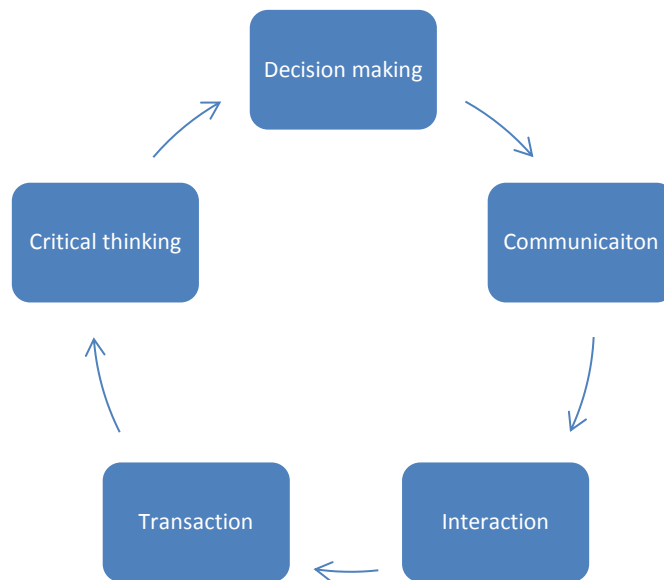 Decision making
Communicaiton
Interaction
Transaction
Critical thinking